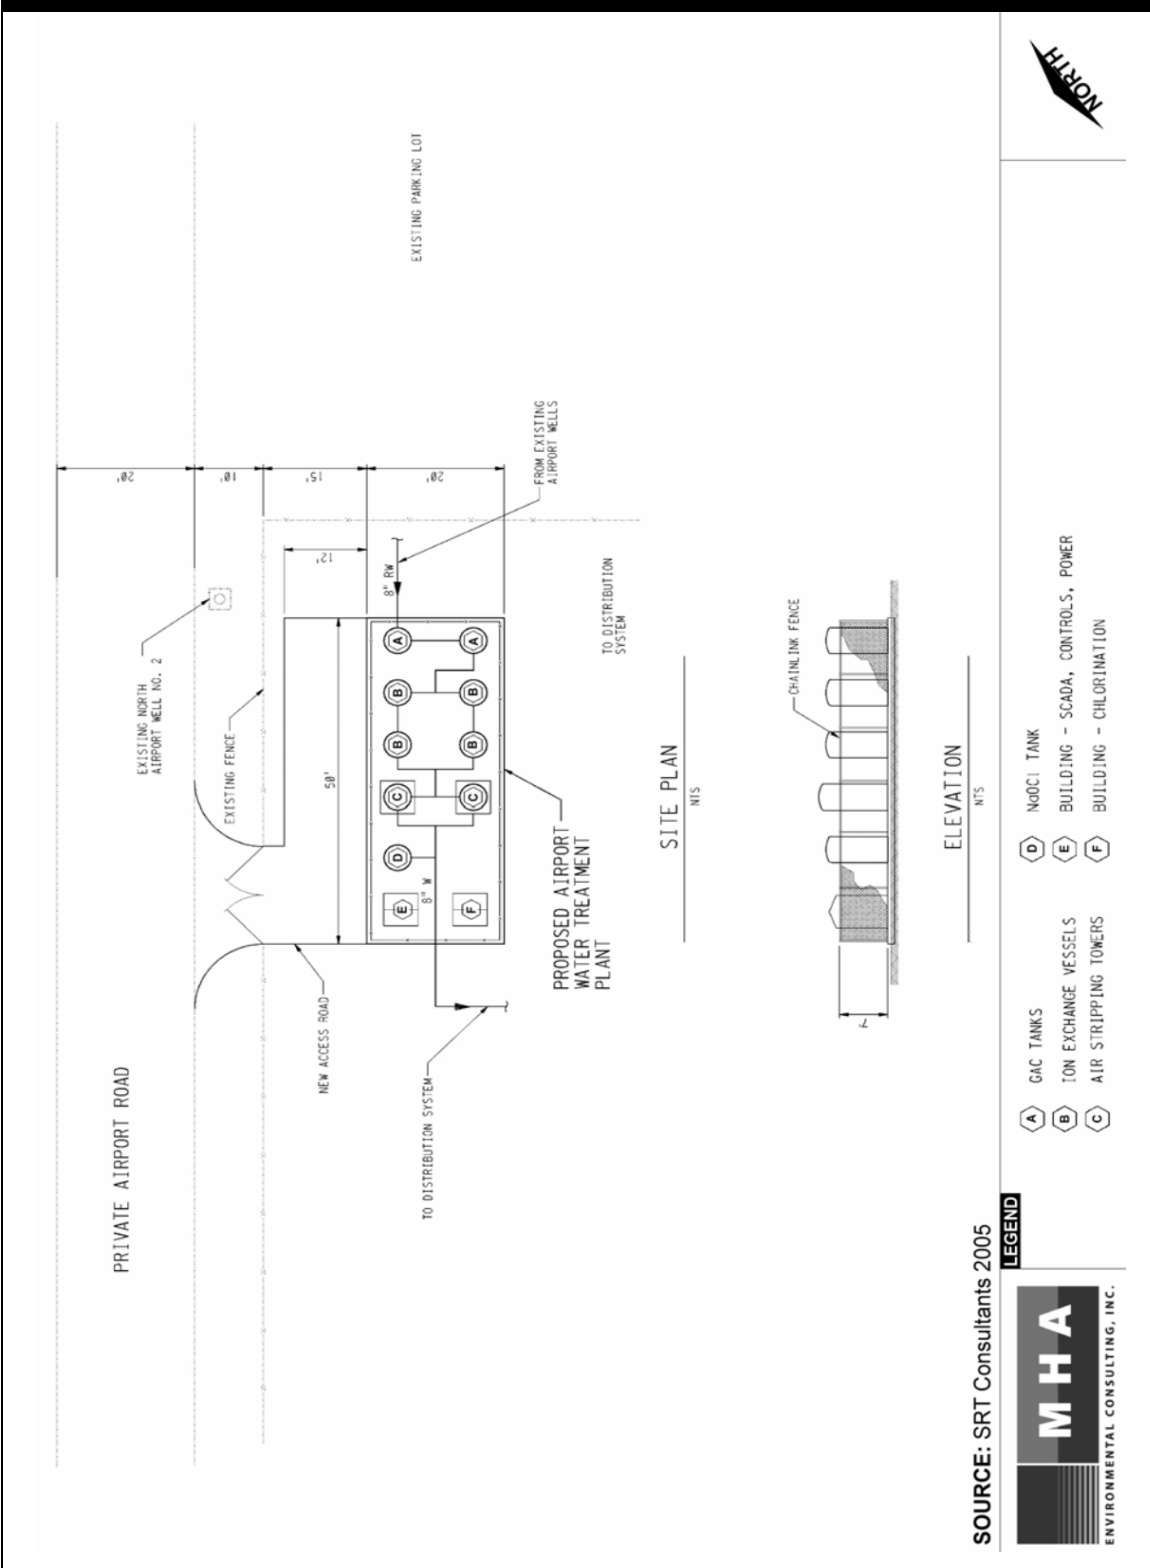 PRIVATE AIRPORT ROAD
EXISTING NORTH
AIRPORT WELL NO. 2
EXISTING FENCE
EXISTING PARKING LOT
20'
10'
15'
20'
12'
50'
NEW ACCESS ROAD
8" RW
FROM EXISTING
AIRPORT WELLS
A
A
B
B
B
B
C
C
D
E
F
8" W
TO DISTRIBUTION SYSTEM
TO DISTRIBUTION
SYSTEM
PROPOSED AIRPORT
WATER TREATMENT
PLANT
SITE PLAN
NTS
CHAINLINK FENCE
7'
ELEVATION
NTS
SOURCE: SRT Consultants 2005
LEGEND
A GAC TANKS
B ION EXCHANGE VESSELS
C AIR STRIPPING TOWERS
D NaOCl TANK
E BUILDING - SCADA, CONTROLS, POWER
F BUILDING - CHLORINATION
NORTH
MHA
ENVIRONMENTAL CONSULTING, INC.